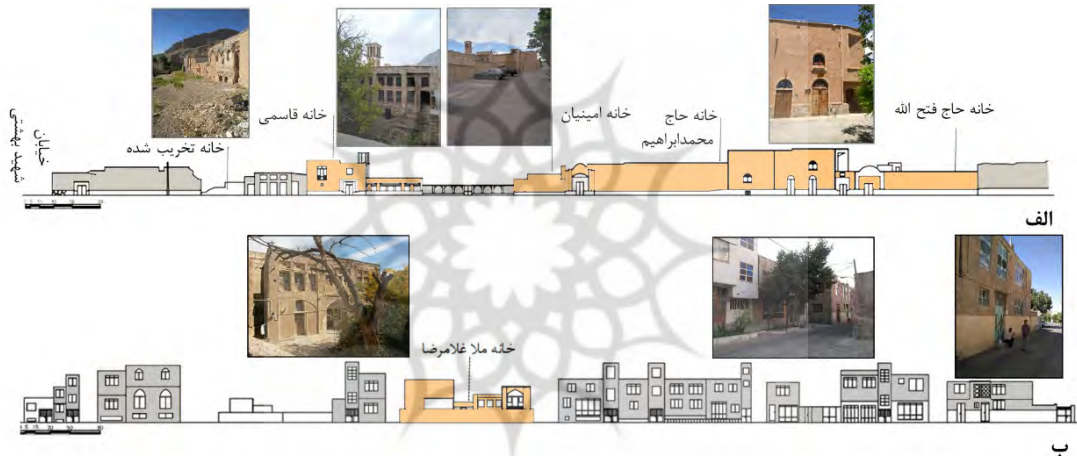 خانه حاج فتح الله
خانه حاج
محمدابراهیم
خانه امینیان
خانه قاسمی
خانه تخریب شده
خیابان
شهید بهشتی
الف
خانه ملا غلامرضا
ب